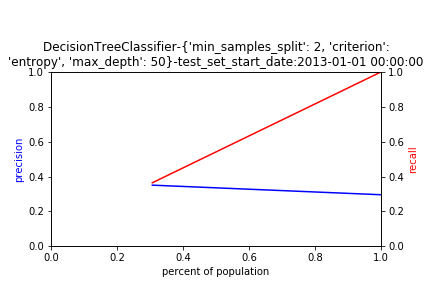 DecisionTreeClassifier-{'min_samples_split': 2, 'criterion':
'entropy', 'max_depth': 50}-test_set_start_date:2013-01-01 00:00:00
1.0
0.8
0.6
0.4
0.2
0.0
precision
1.0
0.8
0.6
0.4
0.2
0.0
recall
0.0 0.2 0.4 0.6 0.8 1.0
percent of population